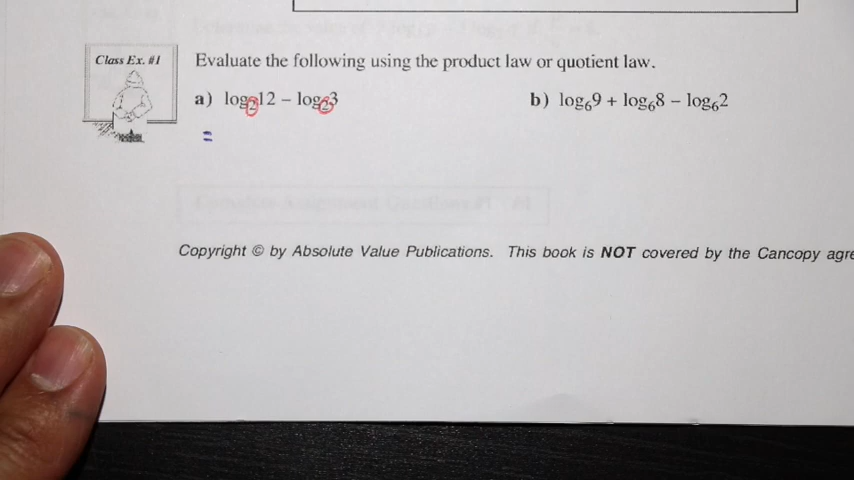 Class Ex. #1
Evaluate the following using the product law or quotient law.
a) log₂12 – log₂3
b) log₆9 + log₆8 – log₆2
=
Copyright © by Absolute Value Publications. This book is NOT covered by the Cancopy agre